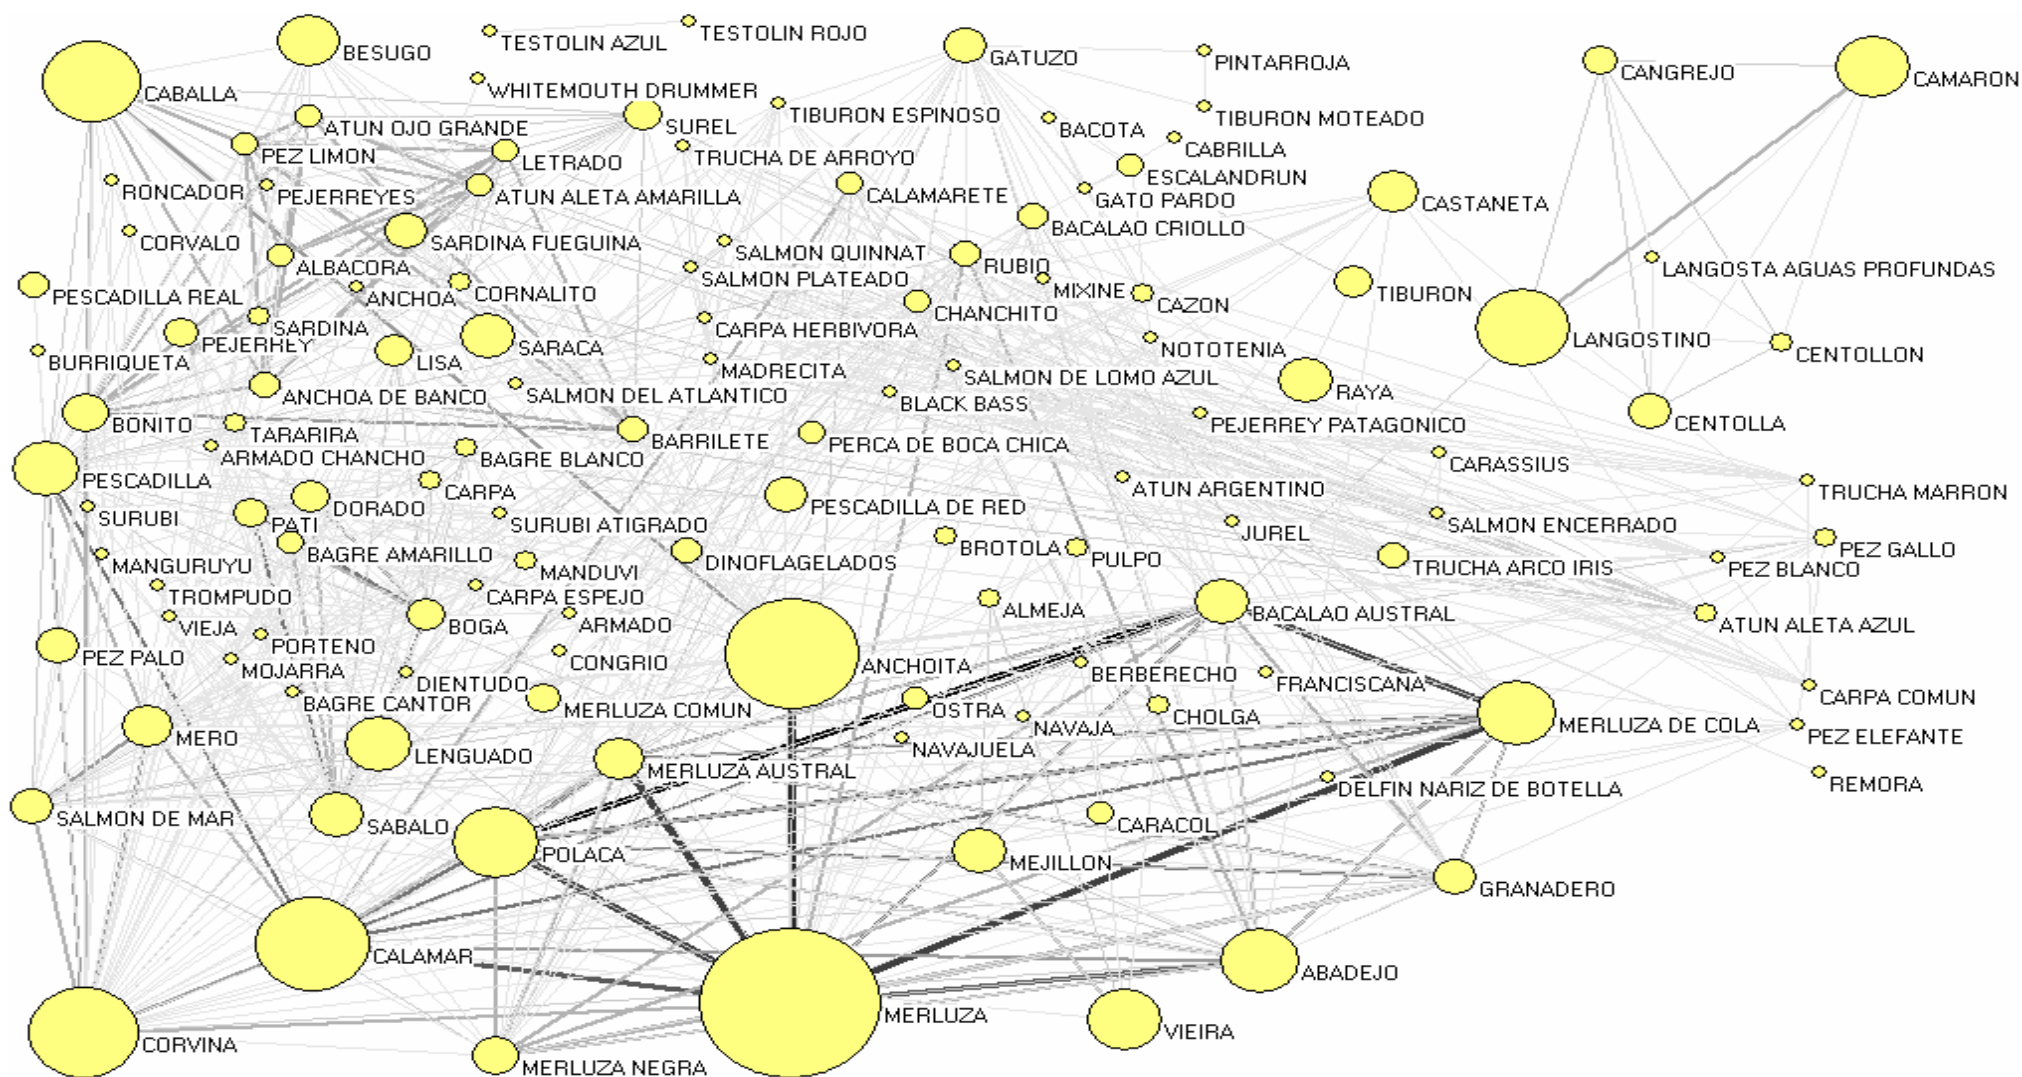 TESTOLIN ROJO
TESTOLIN AZUL
BESUGO
GATUZO
PINTARROJA
CANGREJO
CAMARON
CABALLA
WHITEMOUTH DRUMMER
TIBURON ESPINOSO
TIBURON MOTEADO
ATUN OJO GRANDE
SUREL
BACOTA
CABRILLA
PEZ LIMON
LETRADO
TRUCHA DE ARROYO
ESCALANDRUN
RONCADOR
PEJERREYES
ATUN ALETA AMARILLA
CALAMARETE
GATO PARDO
CASTANETA
CORVALO
SARDINA FUEGUINA
SALMON QUINNAT
BACALAO CRIOLLO
ALBACORA
SALMON PLATEADO
RUBIO
LANGOSTA AGUAS PROFUNDAS
PESCADILLA REAL
ANCHOA
CORNALITO
MIXINE
CAZON
TIBURON
CHANCHITO
SARDINA
PEJERREY
CARPA HERBIVORA
LANGOSTINO
SARACA
NOTOTENIA
CENTOLLON
BURRIQUETA
LISA
MADRECITA
SALMON DE LOMO AZUL
RAYA
ANCHOA DE BANCO
SALMON DEL ATLANTICO
BLACK BASS
BONITO
TARARIRA
BARRILETE
PERCA DE BOCA CHICA
PEJERREY PATAGONICO
CENTOLLA
ARMADO CHANCHO
BAGRE BLANCO
CARASSIUS
PESCADILLA
CARPA
ATUN ARGENTINO
TRUCHA MARRON
DORADO
PESCADILLA DE RED
SURUBI
PATI
SURUBI ATIGRADO
JUREL
SALMON ENCERRADO
BAGRE AMARILLO
DINOFLAGELADOS
BROTOLA
PULPO
TRUCHA ARCO IRIS
PEZ GALLO
PEZ BLANCO
MANGURUYU
MANDUVI
TROMPUDO
CARPA ESPEJO
ALMEJA
BACALAO AUSTRAL
VIEJA
BOGA
ARMADO
ATUN ALETA AZUL
PORTENO
PEZ PALO
CONGRIO
ANCHOITA
MOJARRA
DIENTUDO
BERBERECHO
FRANCISCANA
BAGRE CANTOR
MERLUZA COMUN
OSTRA
CARPA COMUN
NAVAJA
CHOLGA
MERLUZA DE COLA
MERO
PEZ ELEFANTE
LENGUADO
NAVAJUELA
MERLUZA AUSTRAL
DELFIN NARIZ DE BOTELLA
REMORA
SALMON DE MAR
SABALO
CARACOL
POLACA
MEJILLON
GRANADERO
CALAMAR
ABADEJO
MERLUZA
VIEIRA
CORVINA
MERLUZA NEGRA